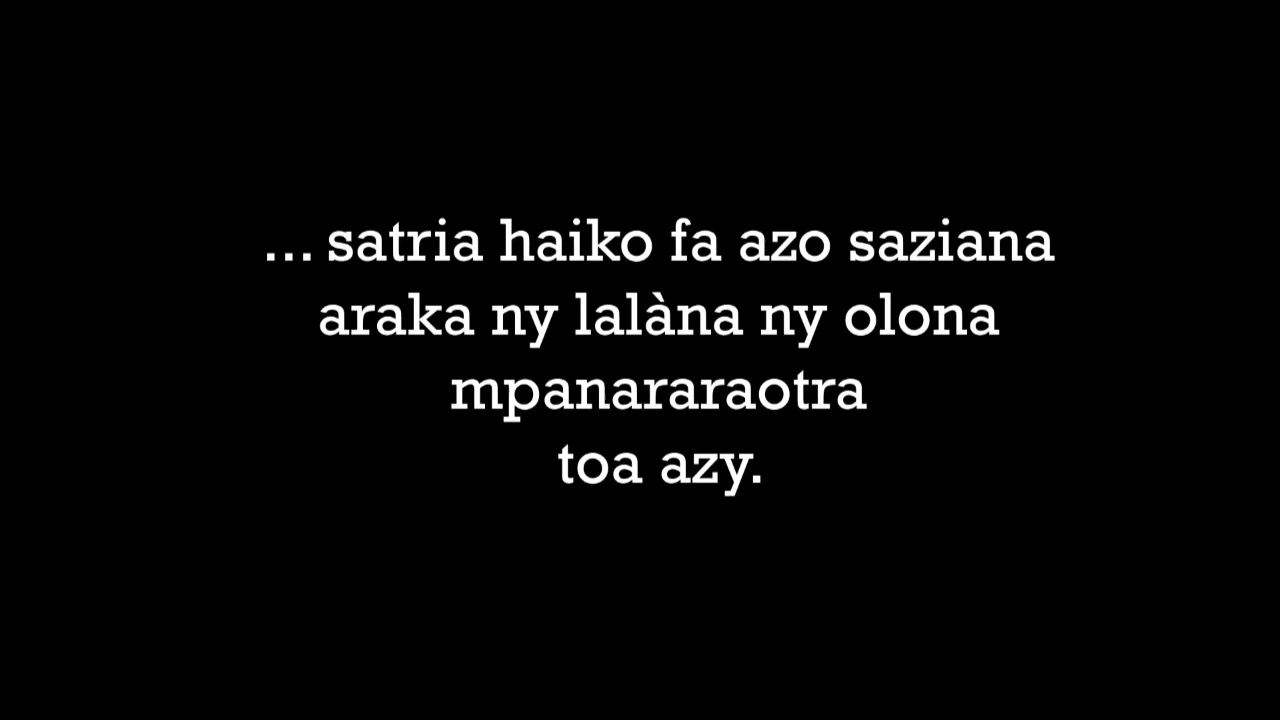 ... satria haiko fa azo saziana
araka ny lalàna ny olona
mpanararaotra
toa azy.